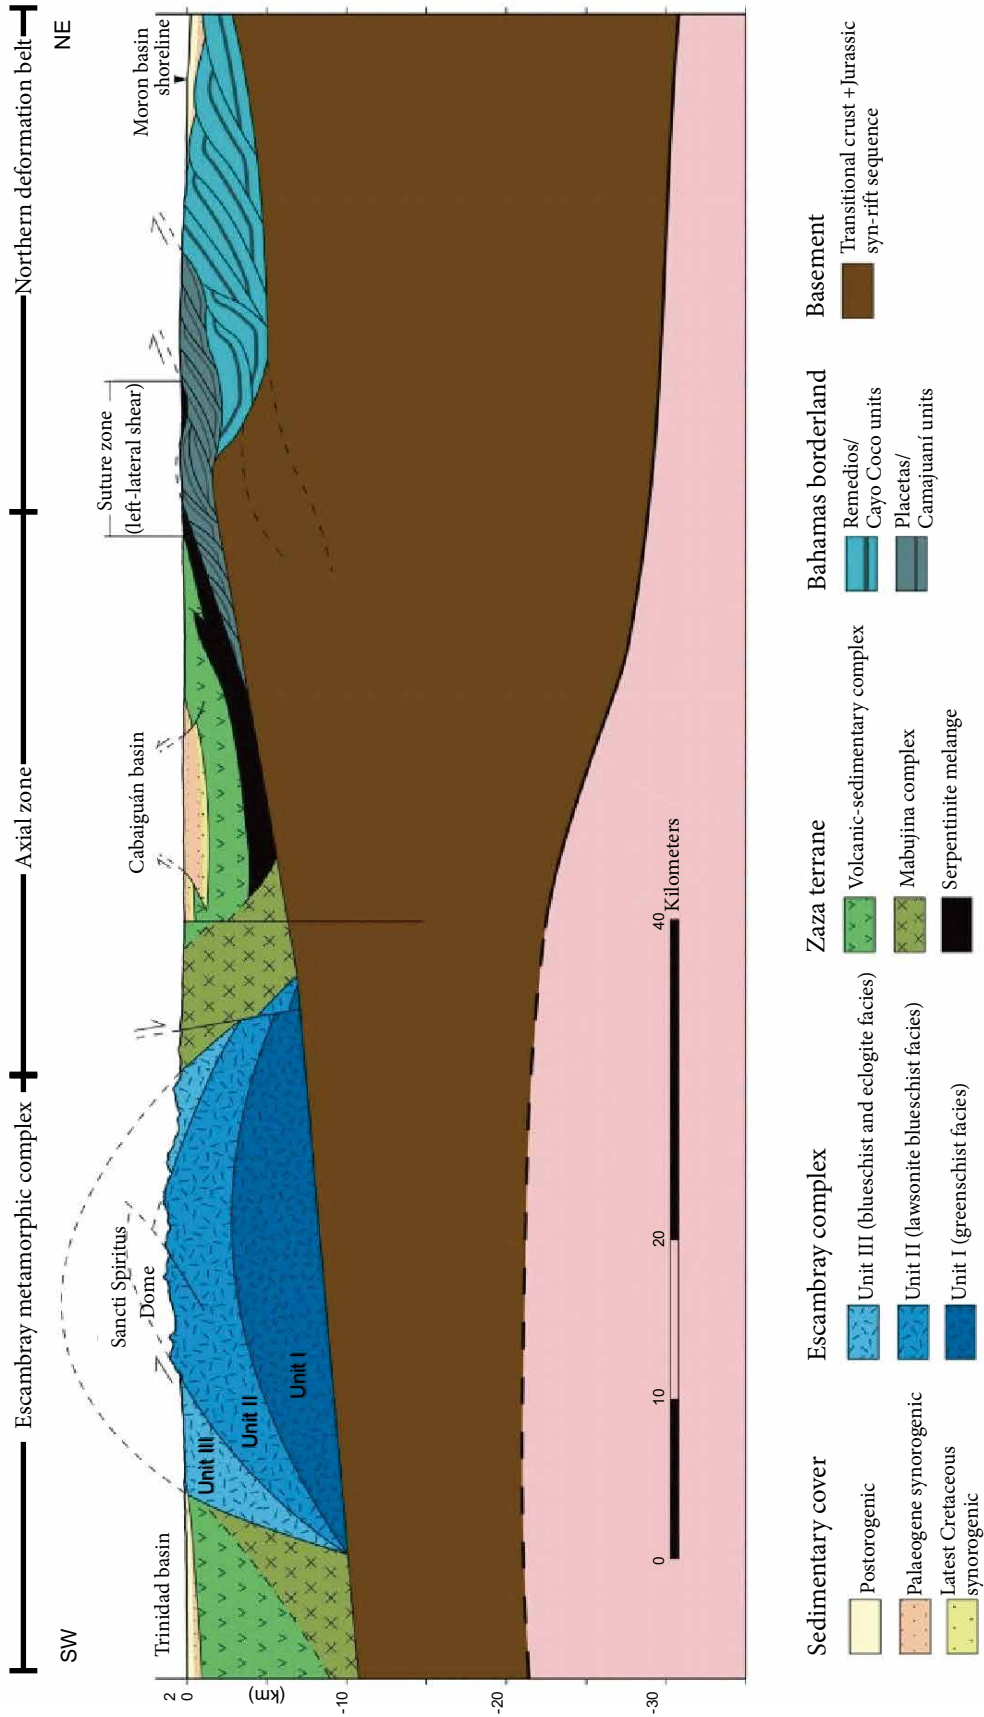 Escambray metamorphic complex
Axial zone
Northern deformation belt
SW
NE
Trinidad basin
Sancti Spiritus
Dome
Cabaiguán basin
Suture zone
(left-lateral shear)
Moron basin
shoreline
Unit III
Unit II
Unit I
2
0
(km)
-10
-20
-30
0
10
20
40
Kilometers
Sedimentary cover
Postorogenic
Palaeogene synorogenic
Latest Cretaceous
synorogenic
Escambray complex
Unit III (blueschist and eclogite facies)
Unit II (lawsonite blueschist facies)
Unit I (greenschist facies)
Zaza terrane
Volcanic-sedimentary complex
Mabujina complex
Serpentinite melange
Bahamas borderland
Remedios/
Cayo Coco units
Placetas/
Camajuaní units
Basement
Transitional crust +Jurassic
syn-rift sequence